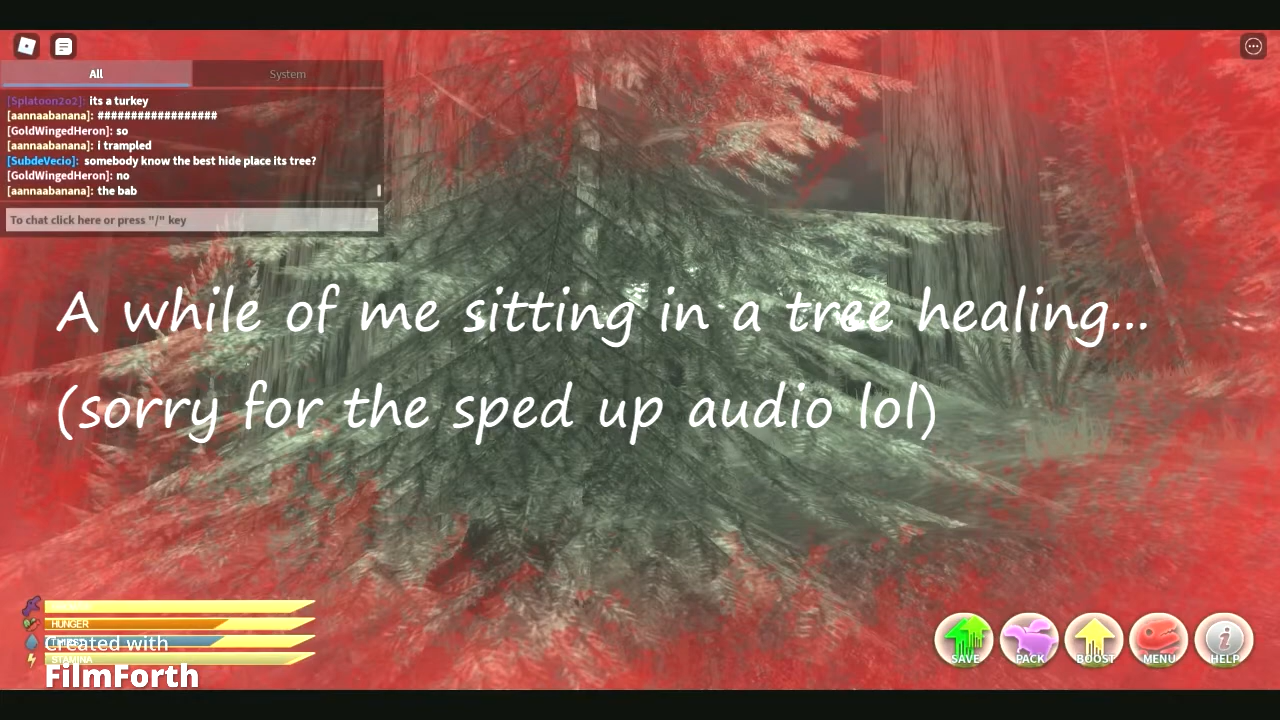 All
System
[Splatoon2o2]: its a turkey
[aannaabanana]: ##################
[GoldWingedHeron]: so
[aannaabanana]: i trampled
[SubdeVecio]: somebody know the best hide place its tree?
[GoldWingedHeron]: no
[aannaabanana]: the bab
To chat click here or press "/" key
A while of me sitting in a tree healing...
(sorry for the sped up audio lol)
HUNGER
THIRST
STAMINA
Created with
FilmForth
SAVE
PACK
BOOST
MENU
HELP